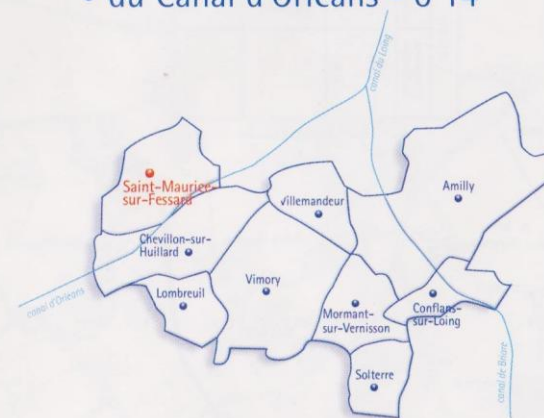 du Canal d'Orléans
6-14
canal du Loing
Saint-Maurice-
sur-Fessard
Amilly
Villemandeur
Chevillon-sur-
Huillard
Vimory
Lombreuil
canal d'Orléans
Mormant-
sur-Vernisson
Conflans-
sur-Loing
Solterre
canal de Briare